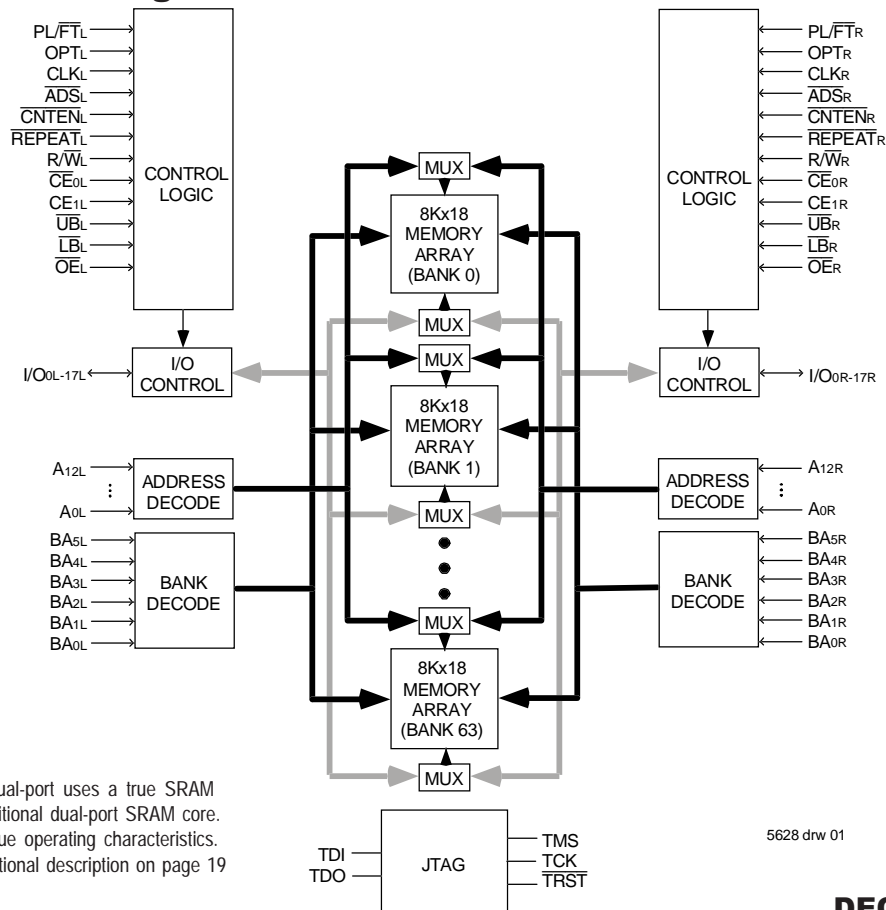 PL/FTL
OPTL
CLKL
ADSL
CNTENL
REPEATL
R/WL
CE0L
CE1L
UBL
LBL
OEL
CONTROL
LOGIC
I/O0L-17L
I/O
CONTROL
A12L
A0L
ADDRESS
DECODE
BA5L
BA4L
BA3L
BA2L
BA1L
BA0L
BANK
DECODE
MUX
8Kx18
MEMORY
ARRAY
(BANK 0)
MUX
MUX
8Kx18
MEMORY
ARRAY
(BANK 1)
MUX
MUX
8Kx18
MEMORY
ARRAY
(BANK 63)
MUX
PL/FTR
OPTR
CLKR
ADSR
CNTENR
REPEATR
R/WR
CE0R
CE1R
UBR
LBR
OER
CONTROL
LOGIC
I/O
CONTROL
I/O0R-17R
ADDRESS
DECODE
A12R
A0R
BANK
DECODE
BA5R
BA4R
BA3R
BA2R
BA1R
BA0R
ual-port uses a true SRAM
itional dual-port SRAM core.
ue operating characteristics.
tional description on page 19
TDI
TDO
JTAG
TMS
TCK
TRST
5628 drw 01